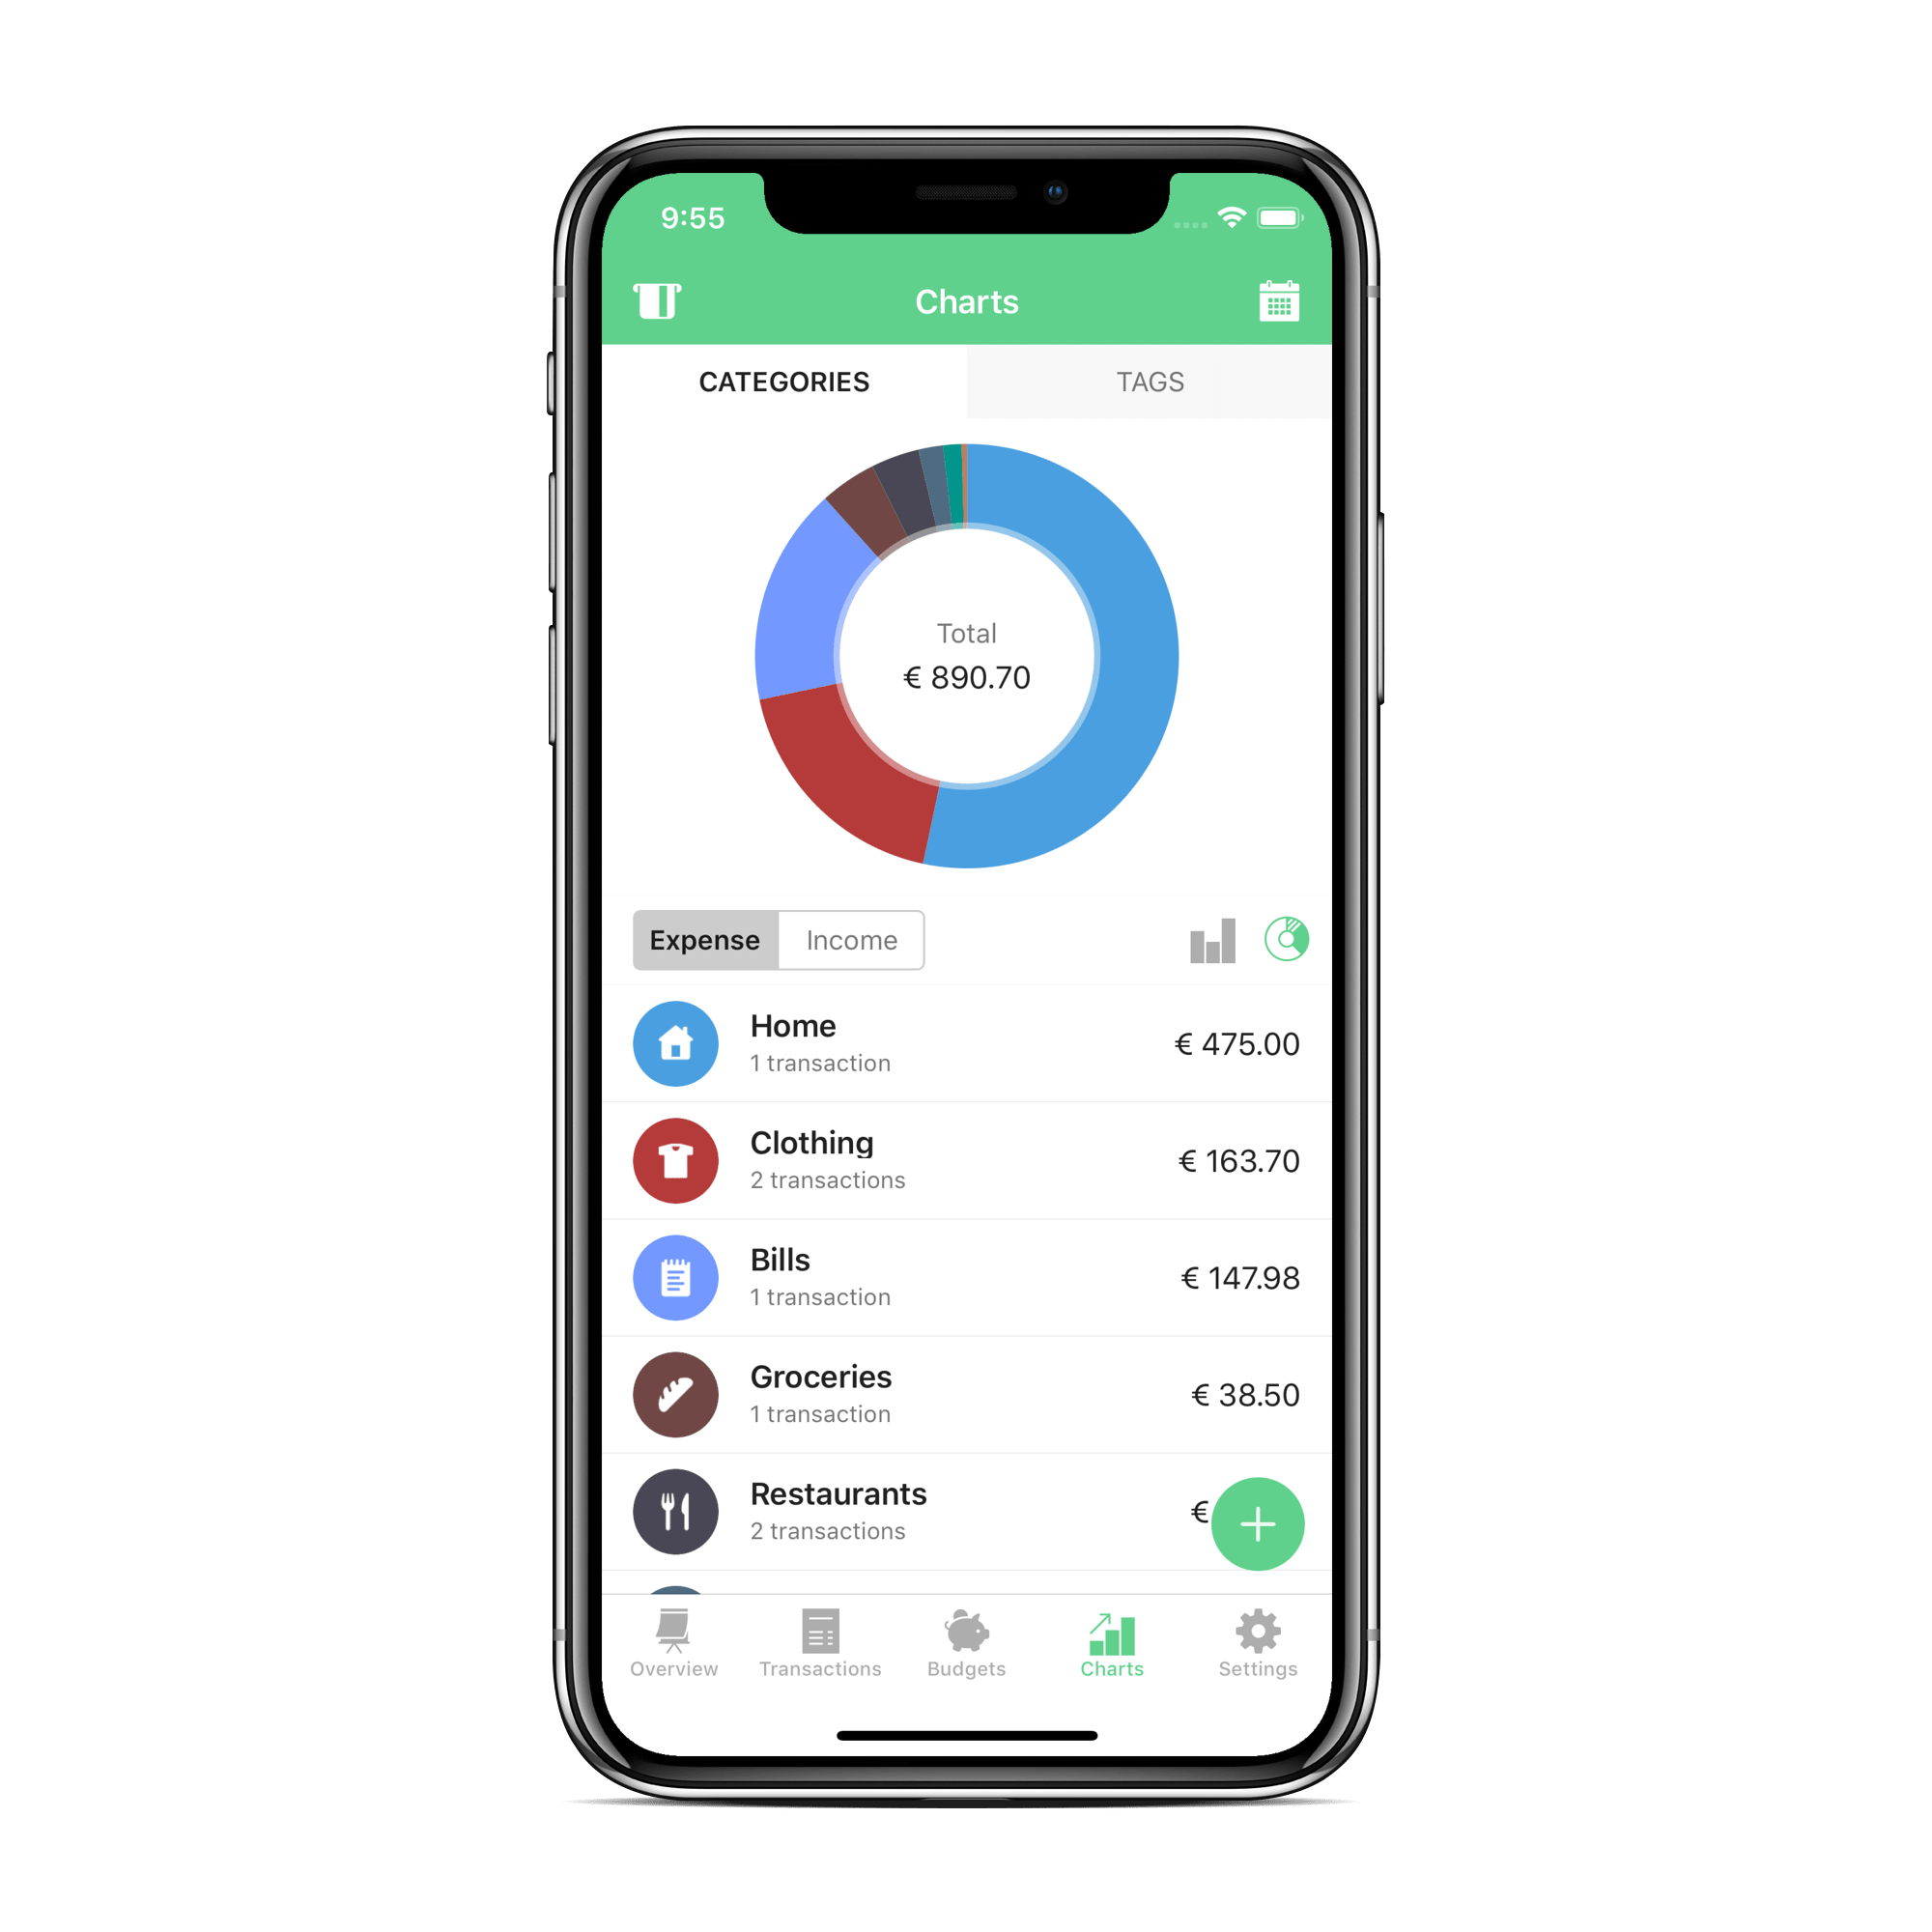 9:55
Charts
CATEGORIES
TAGS
Total
€ 890.70
Expense
Income
Home
1 transaction
€ 475.00
Clothing
2 transactions
€ 163.70
Bills
1 transaction
€ 147.98
Groceries
1 transaction
€ 38.50
Restaurants
2 transactions
€
Overview
Transactions
Budgets
Charts
Settings